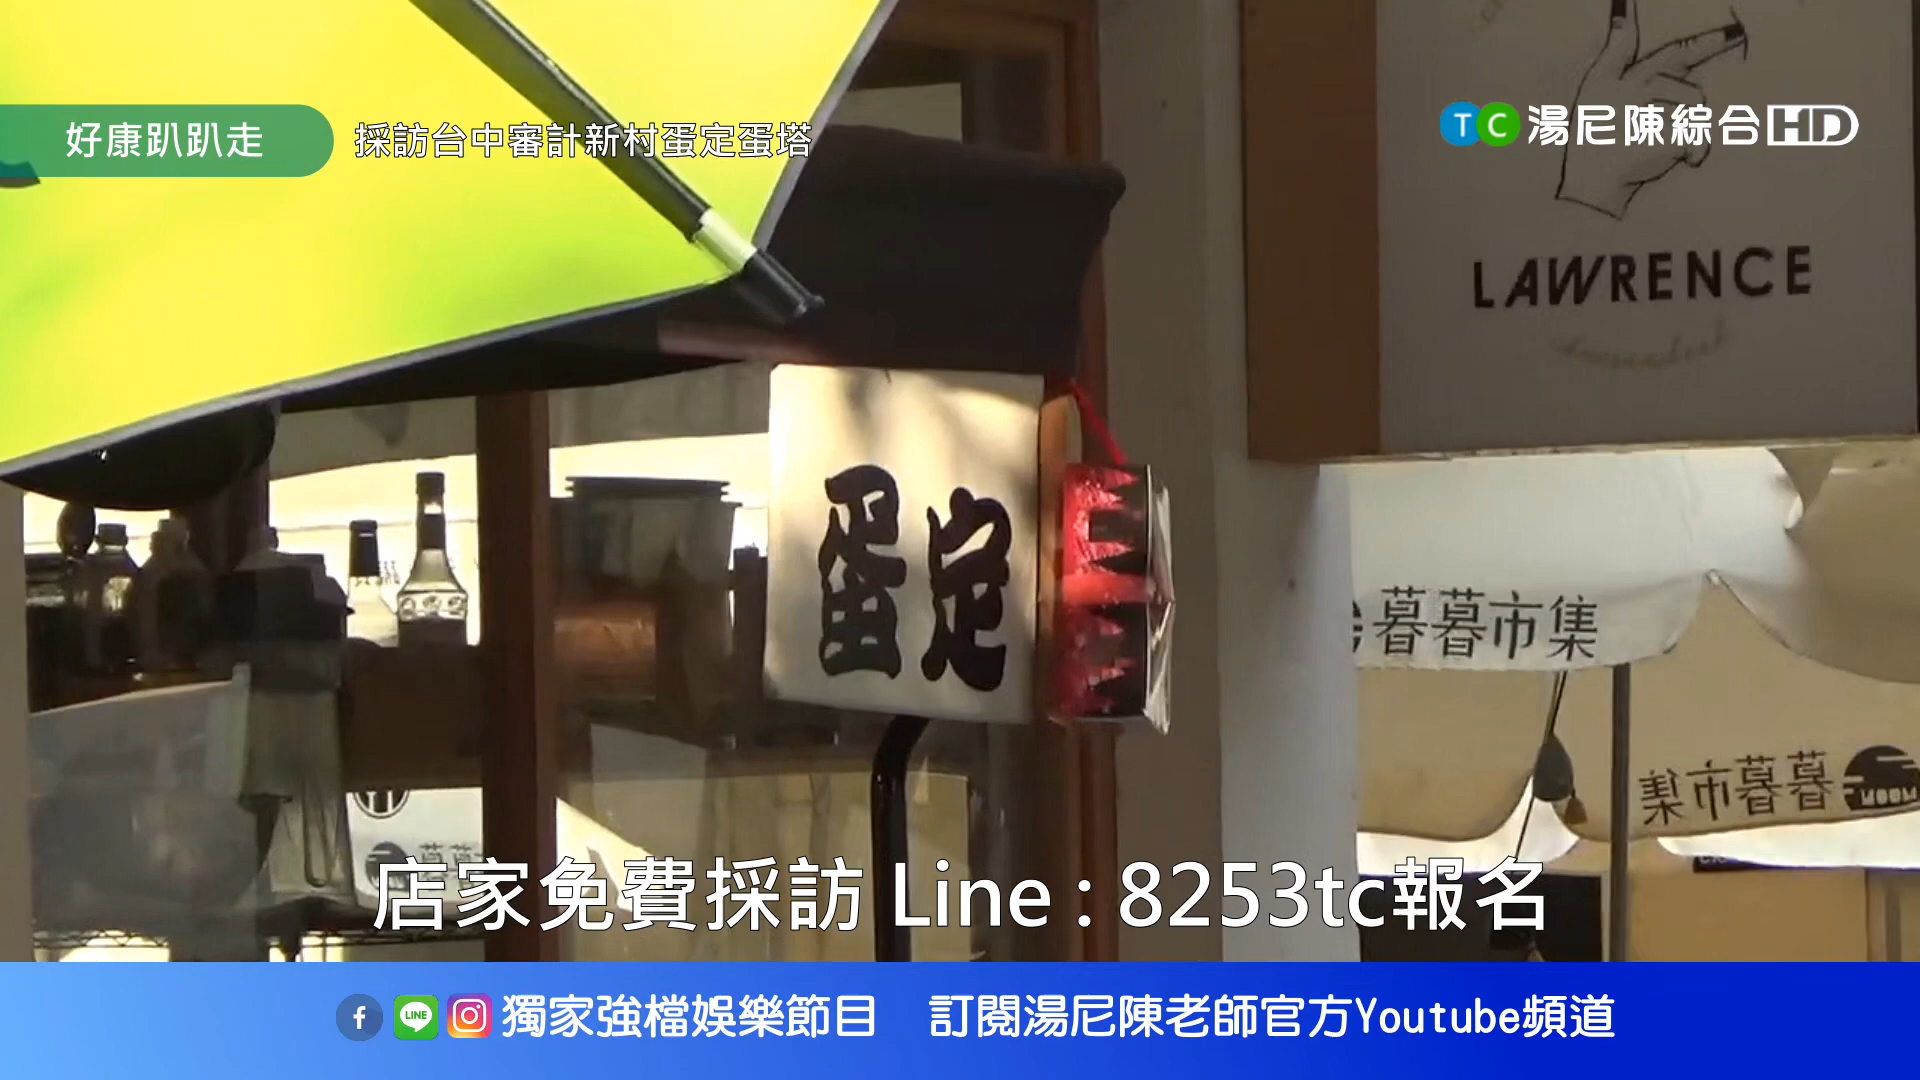 好康趴趴走
採訪台中審計新村蛋定蛋塔
TC湯尼陳綜合HD
LAWRENCE
蛋定
暮暮市集
暮暮市集
MOOM
店家免費採訪 Line : 8253tc報名
LINE
獨家強檔娛樂節目 訂閱湯尼陳老師官方Youtube頻道